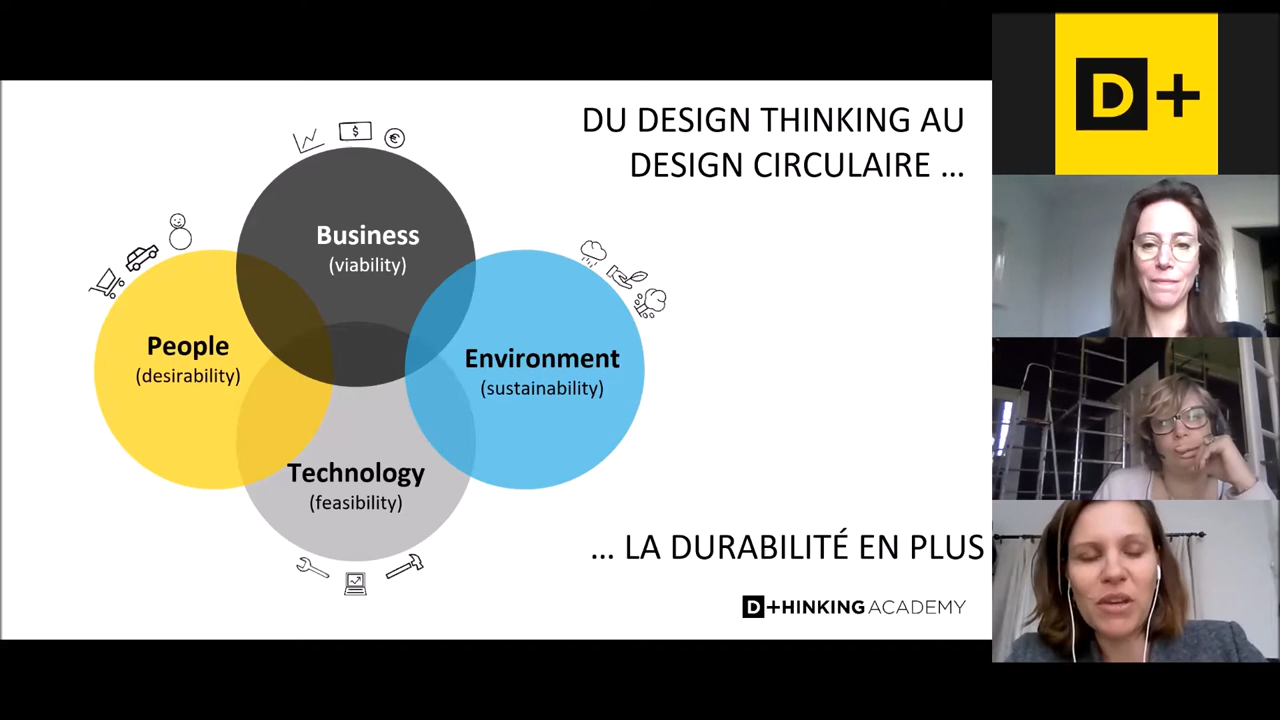 DU DESIGN THINKING AU
DESIGN CIRCULAIRE ...
Business
(viability)
People
(desirability)
Environment
(sustainability)
Technology
(feasibility)
... LA DURABILITÉ EN PLUS
D+HINKING ACADEMY
D+
$
€